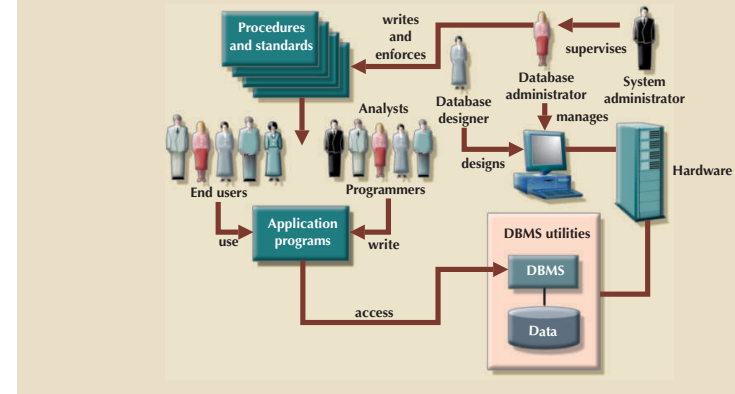 Procedures
and standards
writes
and
enforces
supervises
Database
administrator
System
administrator
Database
designer
manages
designs
Hardware
Analysts
End users
Programmers
use
Application
programs
write
access
DBMS utilities
DBMS
Data